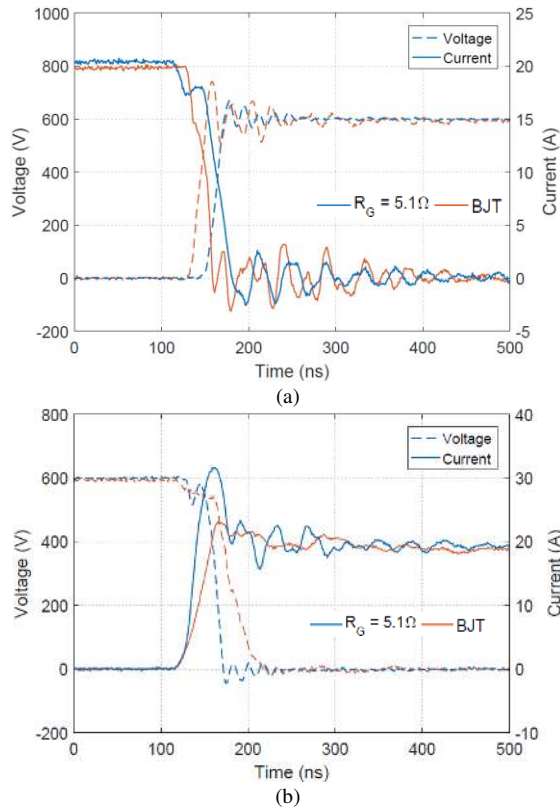 1000
800
600
400
200
0
-200
25
20
15
10
5
0
-5
Voltage (V)
Current (A)
Voltage
Current
R_G = 5.1Ω BJT
0 100 200 300 400 500
Time (ns)
(a)
800
600
400
200
0
-200
40
30
20
10
0
-10
Voltage (V)
Current (A)
Voltage
Current
R_G = 5.1Ω BJT
0 100 200 300 400 500
Time (ns)
(b)